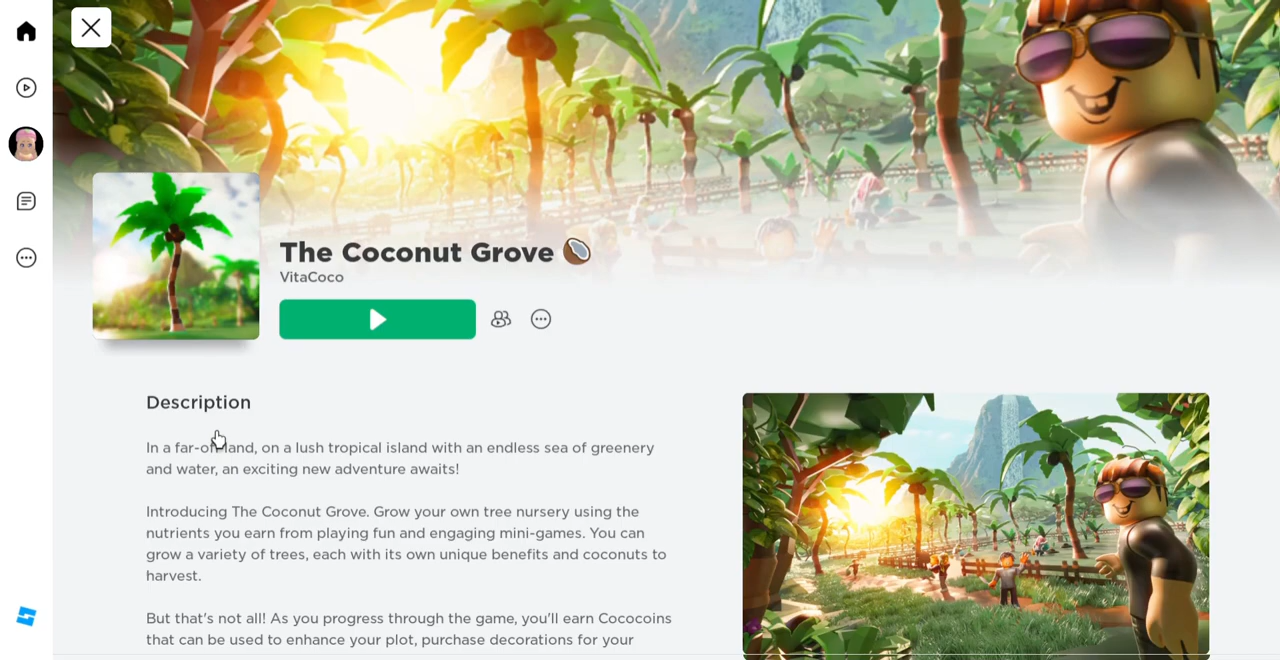 The Coconut Grove
VitaCoco
Description
In a far-off land, on a lush tropical island with an endless sea of greenery
and water, an exciting new adventure awaits!
Introducing The Coconut Grove. Grow your own tree nursery using the
nutrients you earn from playing fun and engaging mini-games. You can
grow a variety of trees, each with its own unique benefits and coconuts to
harvest.
But that's not all! As you progress through the game, you'll earn Cococoins
that can be used to enhance your plot, purchase decorations for your